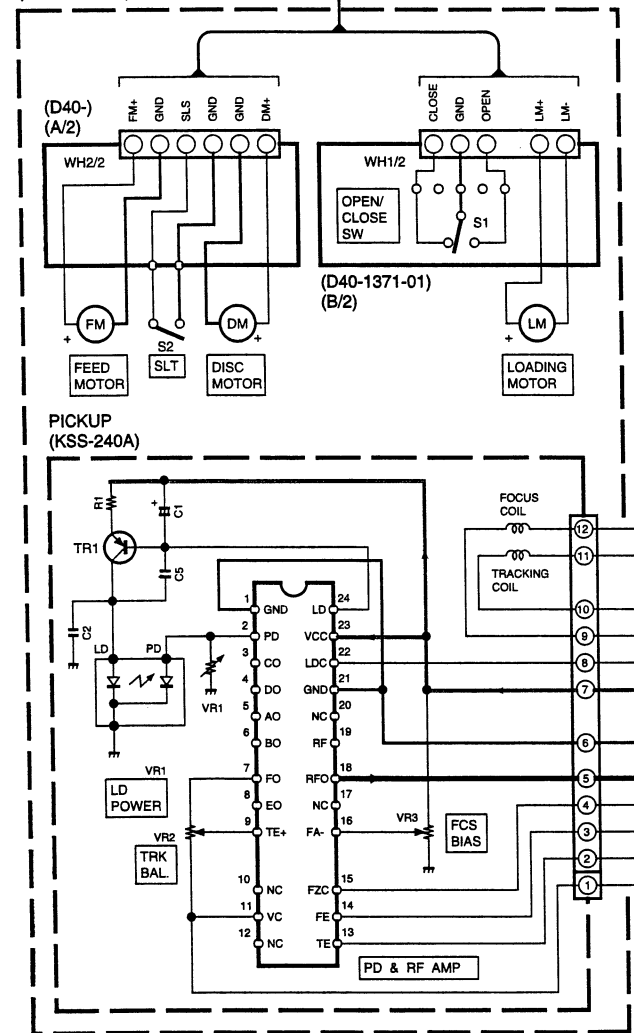 FM+ GND SLS GND GND DM+
CLOSE GND OPEN LM+ LM-
(D40-)
(A/2)
WH2/2
WH1/2
OPEN/
CLOSE
SW
S1
(D40-1371-01)
(B/2)
FM
DM
LM
+
+
+
S2
FEED
MOTOR
SLT
DISC
MOTOR
LOADING
MOTOR
PICKUP
(KSS-240A)
R1
+
C1
TR1
C5
C2
LD
PD
VR1
FOCUS
COIL
TRACKING
COIL
12
11
10
9
8
7
6
5
4
3
2
1
1 GND LD 24
2 PD VCC 23
3 CO LDC 22
4 DO GND 21
5 AO NC 20
6 BO RF 19
7 FO RFO 18
8 EO NC 17
9 TE+ FA- 16
10 NC FZC 15
11 VC FE 14
12 NC TE 13
VR1
LD
POWER
VR2
TRK
BAL.
VR3
FCS
BIAS
PD & RF AMP